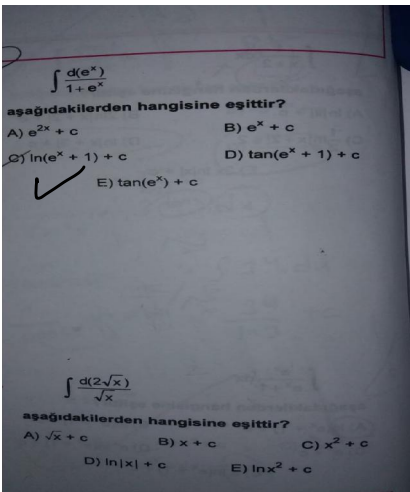 ∫ d(eˣ) / 1 + eˣ
aşağıdakilerden hangisine eşittir?
A) e²ˣ + c B) eˣ + c
C) ln(eˣ + 1) + c D) tan(eˣ + 1) + c
E) tan(eˣ) + c
∫ d(2√x) / √x
aşağıdakilerden hangisine eşittir?
A) √x + c B) x + c C) x² + c
D) ln|x| + c E) lnx² + c